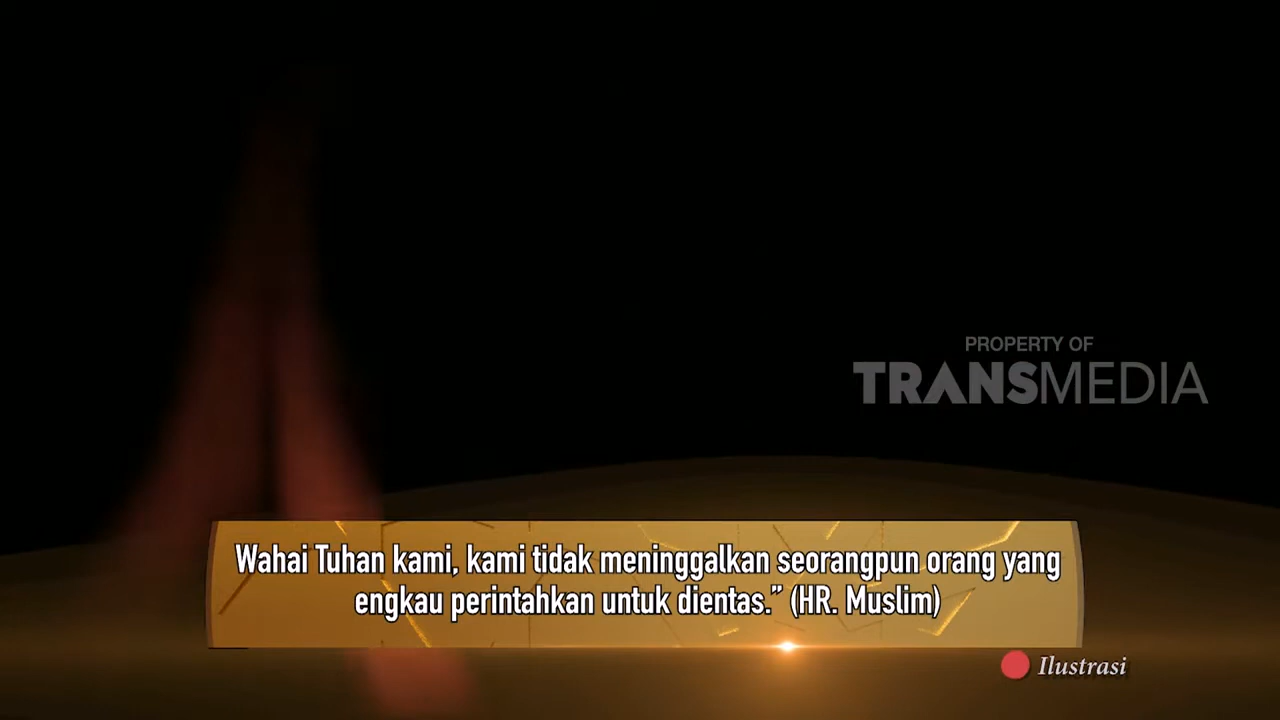 PROPERTY OF
TRANSMEDIA
Wahai Tuhan kami, kami tidak meninggalkan seorangpun orang yang
engkau perintahkan untuk dientas.” (HR. Muslim)
Ilustrasi